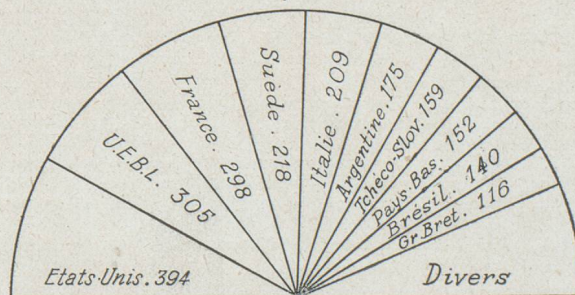 Etats-Unis. 394
U.E.B.L. 305
France. 298
Suède. 218
Italie. 209
Argentine. 175
Tchéco-Slov. 159
Pays-Bas. 152
Brésil. 140
Gr. Bret. 116
Divers